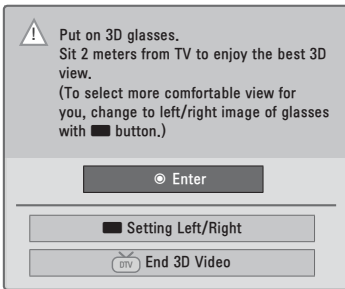 !
Put on 3D glasses.
Sit 2 meters from TV to enjoy the best 3D
view.
(To select more comfortable view for
you, change to left/right image of glasses
with button.)
Enter
Setting Left/Right
DTV End 3D Video